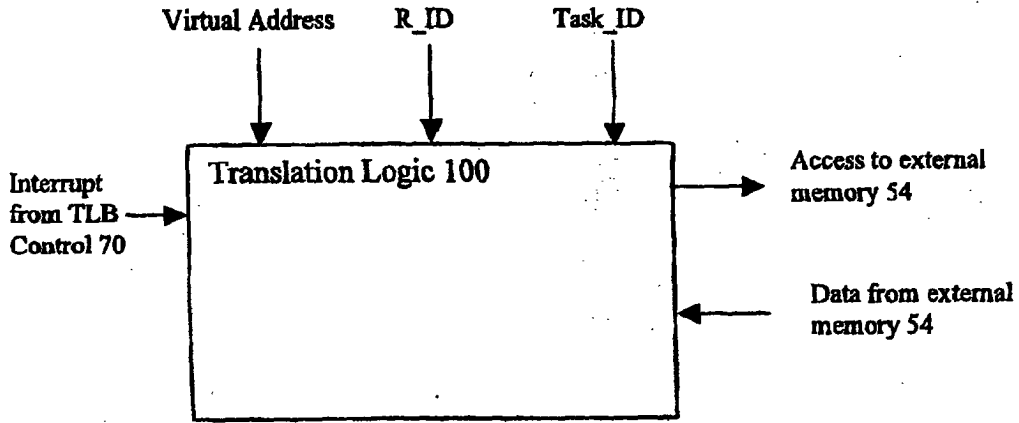 Virtual Address
R_ID
Task_ID
Translation Logic 100
Interrupt
from TLB
Control 70
Access to external
memory 54
Data from external
memory 54